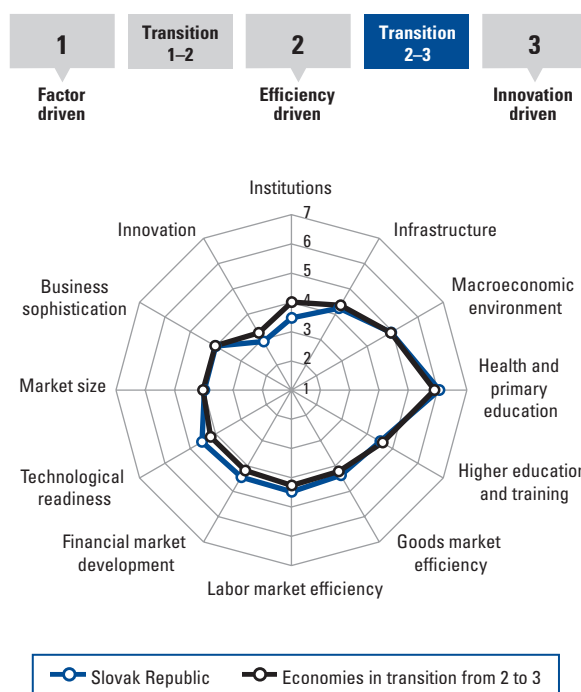 1
Transition
1–2
2
Transition
2–3
3
Factor
driven
Efficiency
driven
Innovation
driven
Institutions
Innovation
Infrastructure
Business
sophistication
Macroeconomic
environment
Market size
Health and
primary
education
Technological
readiness
Higher education
and training
Financial market
development
Goods market
efficiency
Labor market efficiency
7
6
5
4
3
2
1
Slovak Republic
Economies in transition from 2 to 3